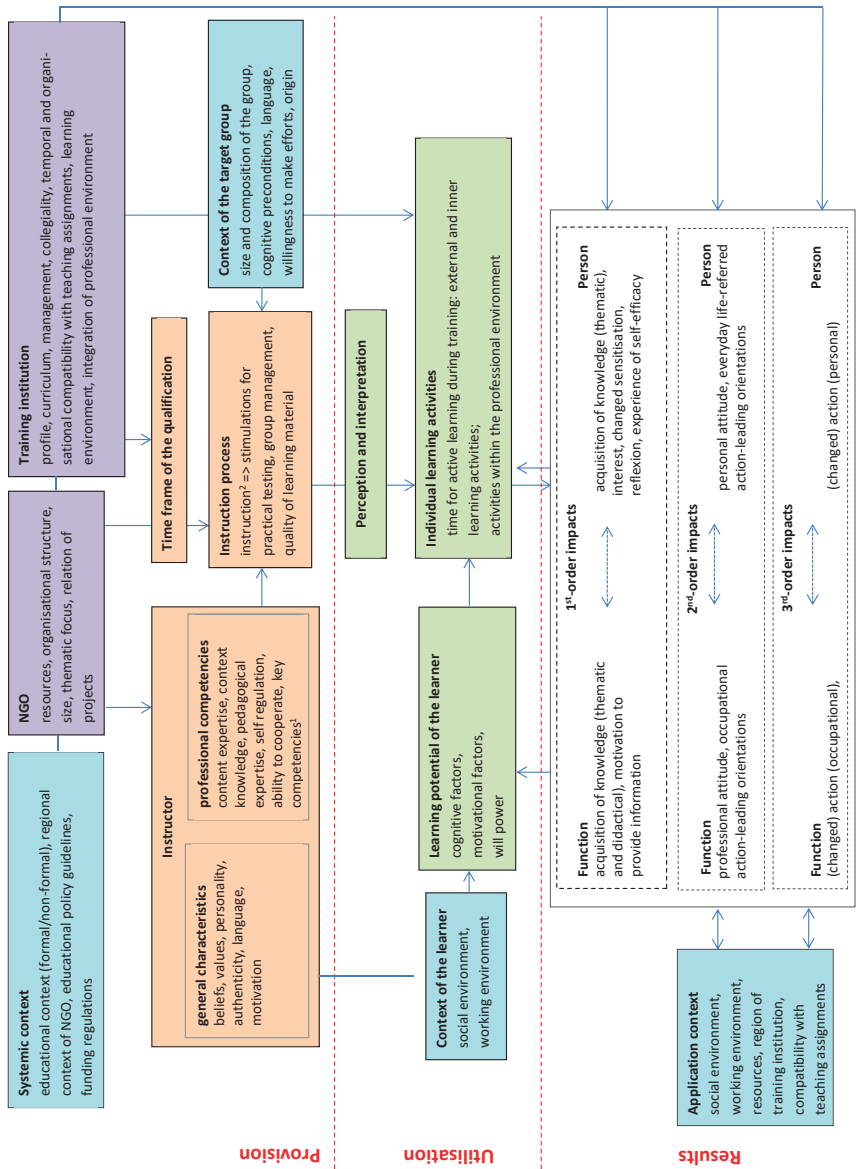 Systemic context
educational context (formal/non-formal), regional
context of NGO, educational policy guidelines,
funding regulations
NGO
resources, organisational structure,
size, thematic focus, relation of
projects
Training institution
profile, curriculum, management, collegiality, temporal and organi-
sational compatibility with teaching assignments, learning
environment, integration of professional environment
Provision
Instructor
general characteristics
beliefs, values, personality,
authenticity, language,
motivation
professional competencies
content expertise, context
knowledge, pedagogical
expertise, self regulation,
ability to cooperate, key
competencies¹
Time frame of the qualification
Instruction process
instruction² => stimulations for
practical testing, group management,
quality of learning material
Context of the target group
size and composition of the group,
cognitive preconditions, language,
willingness to make efforts, origin
Utilisation
Perception and interpretation
Context of the learner
social environment,
working environment
Learning potential of the learner
cognitive factors,
motivational factors,
will power
Individual learning activities
time for active learning during training: external and inner
learning activities;
activities within the professional environment
Results
Application context
social environment,
working environment,
resources, region of
training institution,
compatibility with
teaching assignments
1st-order impacts
Function
acquisition of knowledge (thematic
and didactical), motivation to
provide information
Person
acquisition of knowledge (thematic),
interest, changed sensitisation,
reflexion, experience of self-efficacy
2nd-order impacts
Function
professional attitude, occupational
action-leading orientations
Person
personal attitude, everyday life-referred
action-leading orientations
3rd-order impacts
Function
(changed) action (occupational),
Person
(changed) action (personal)